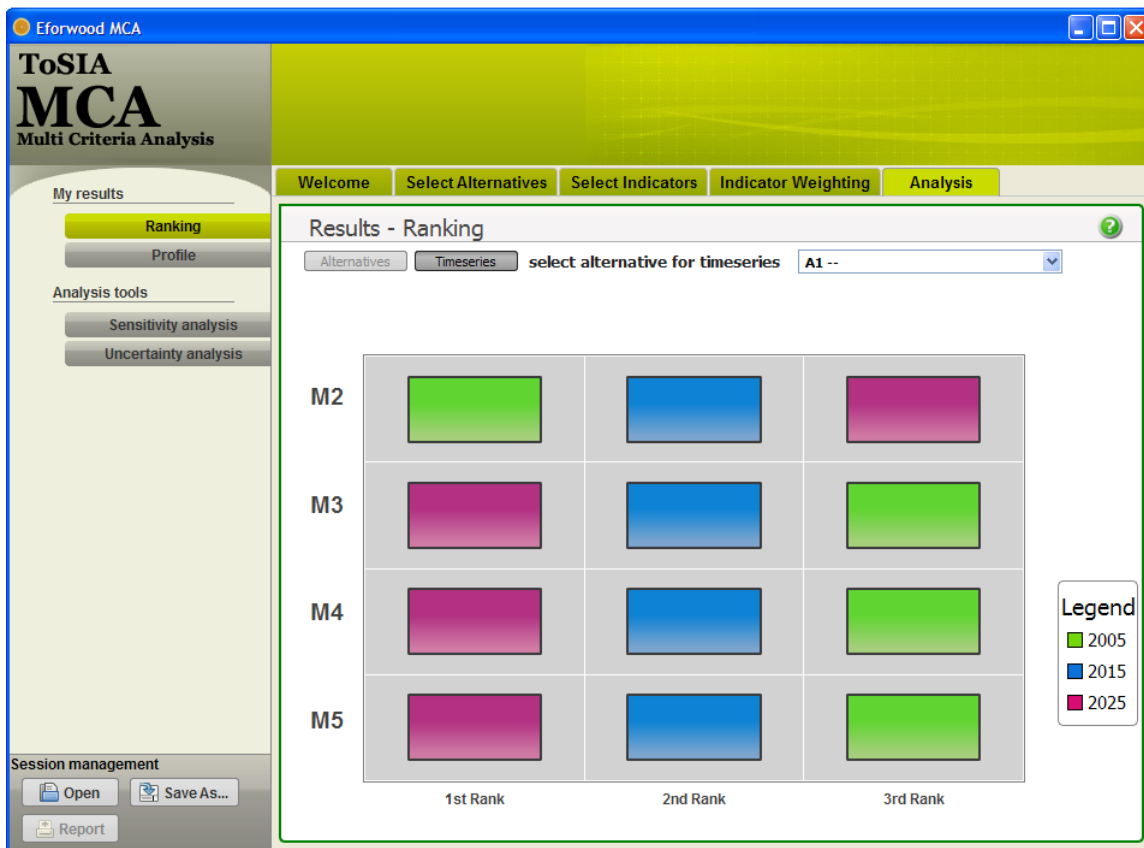 Eforwood MCA
ToSIA
MCA
Multi Criteria Analysis
My results
Ranking
Profile
Analysis tools
Sensitivity analysis
Uncertainty analysis
Session management
Open
Save As...
Report
Welcome
Select Alternatives
Select Indicators
Indicator Weighting
Analysis
Results - Ranking
?
Alternatives
Timeseries
select alternative for timeseries
A1 --
M2
M3
M4
M5
1st Rank
2nd Rank
3rd Rank
Legend
2005
2015
2025